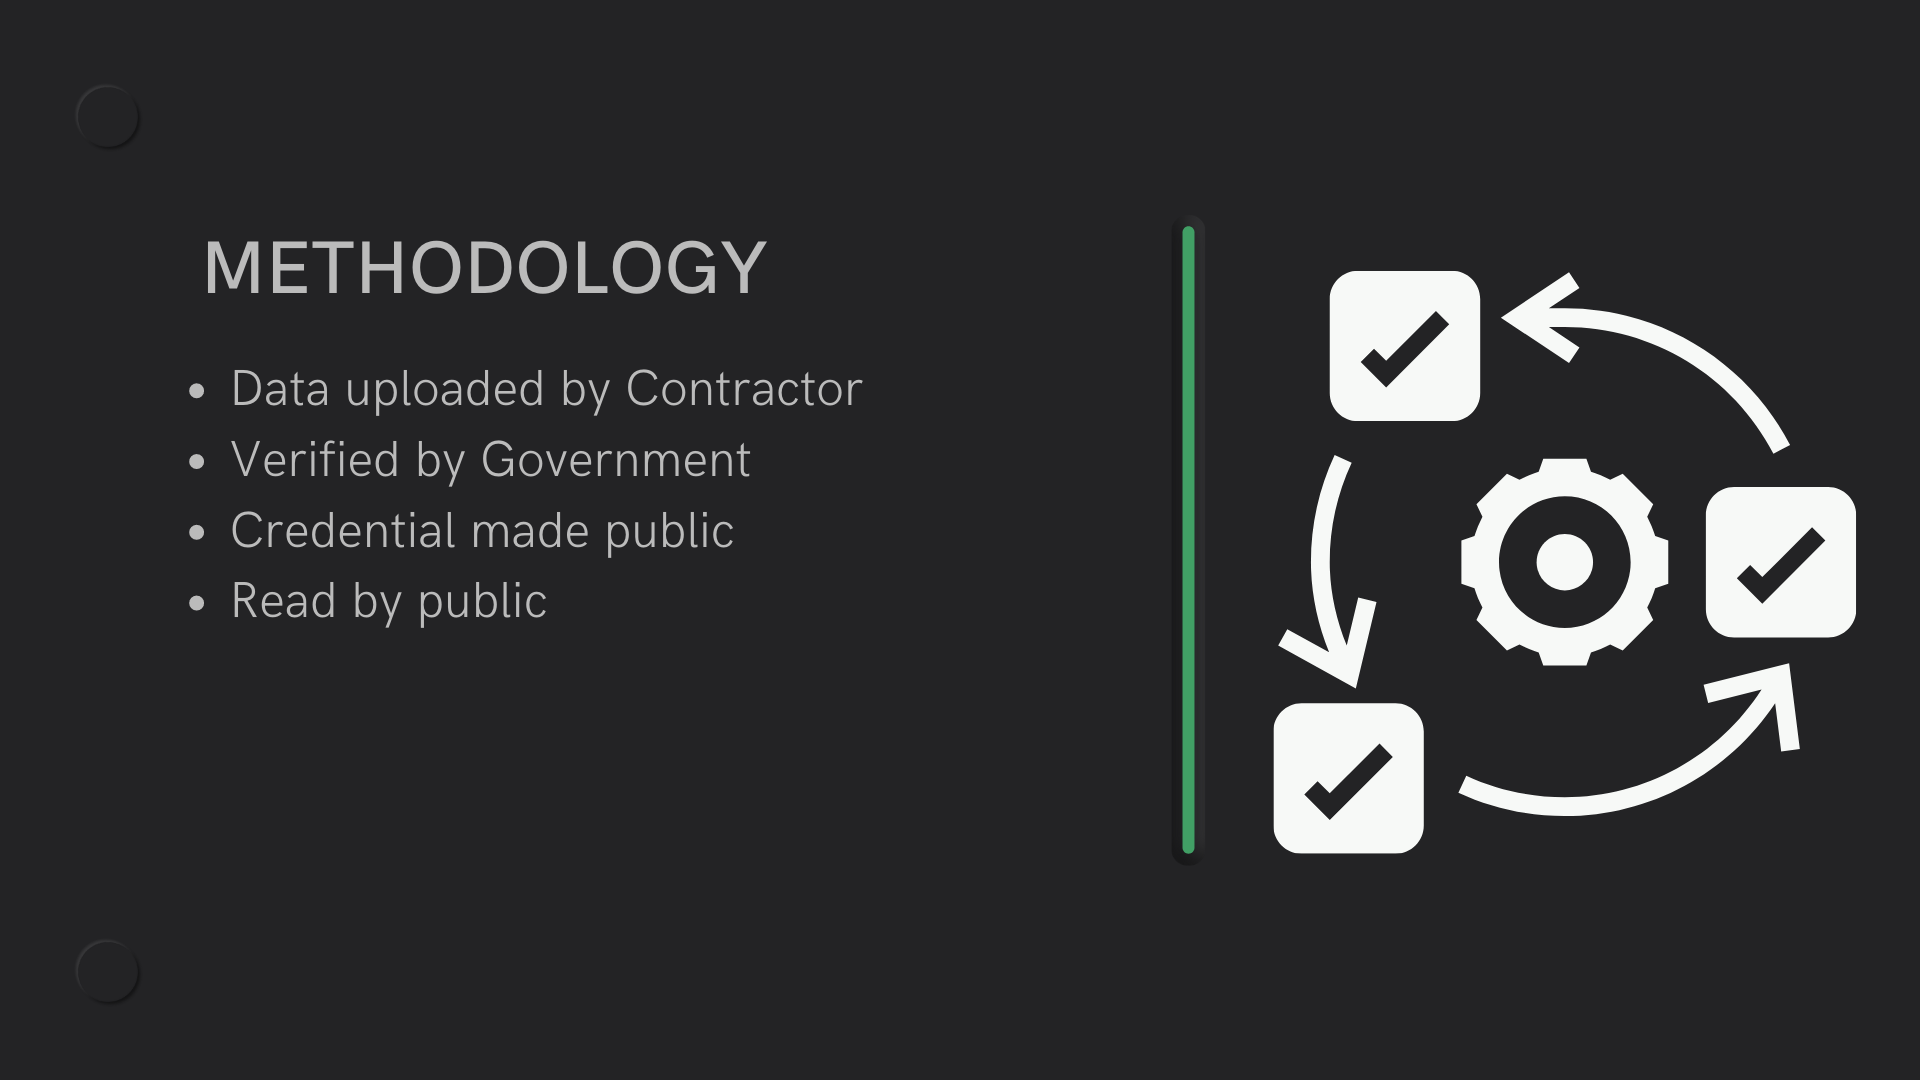 METHODOLOGY
• Data uploaded by Contractor
• Verified by Government
• Credential made public
• Read by public